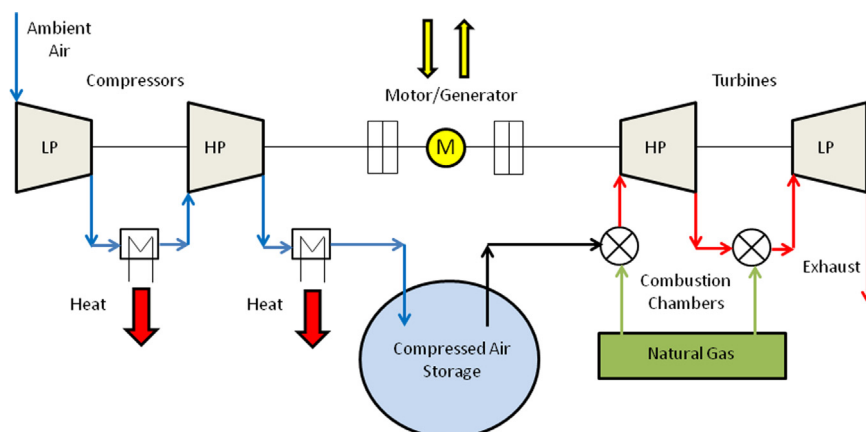 Ambient
Air
Compressors
Motor/Generator
Turbines
LP
HP
M
HP
LP
Heat
Heat
Combustion
Chambers
Exhaust
Compressed Air
Storage
Natural Gas